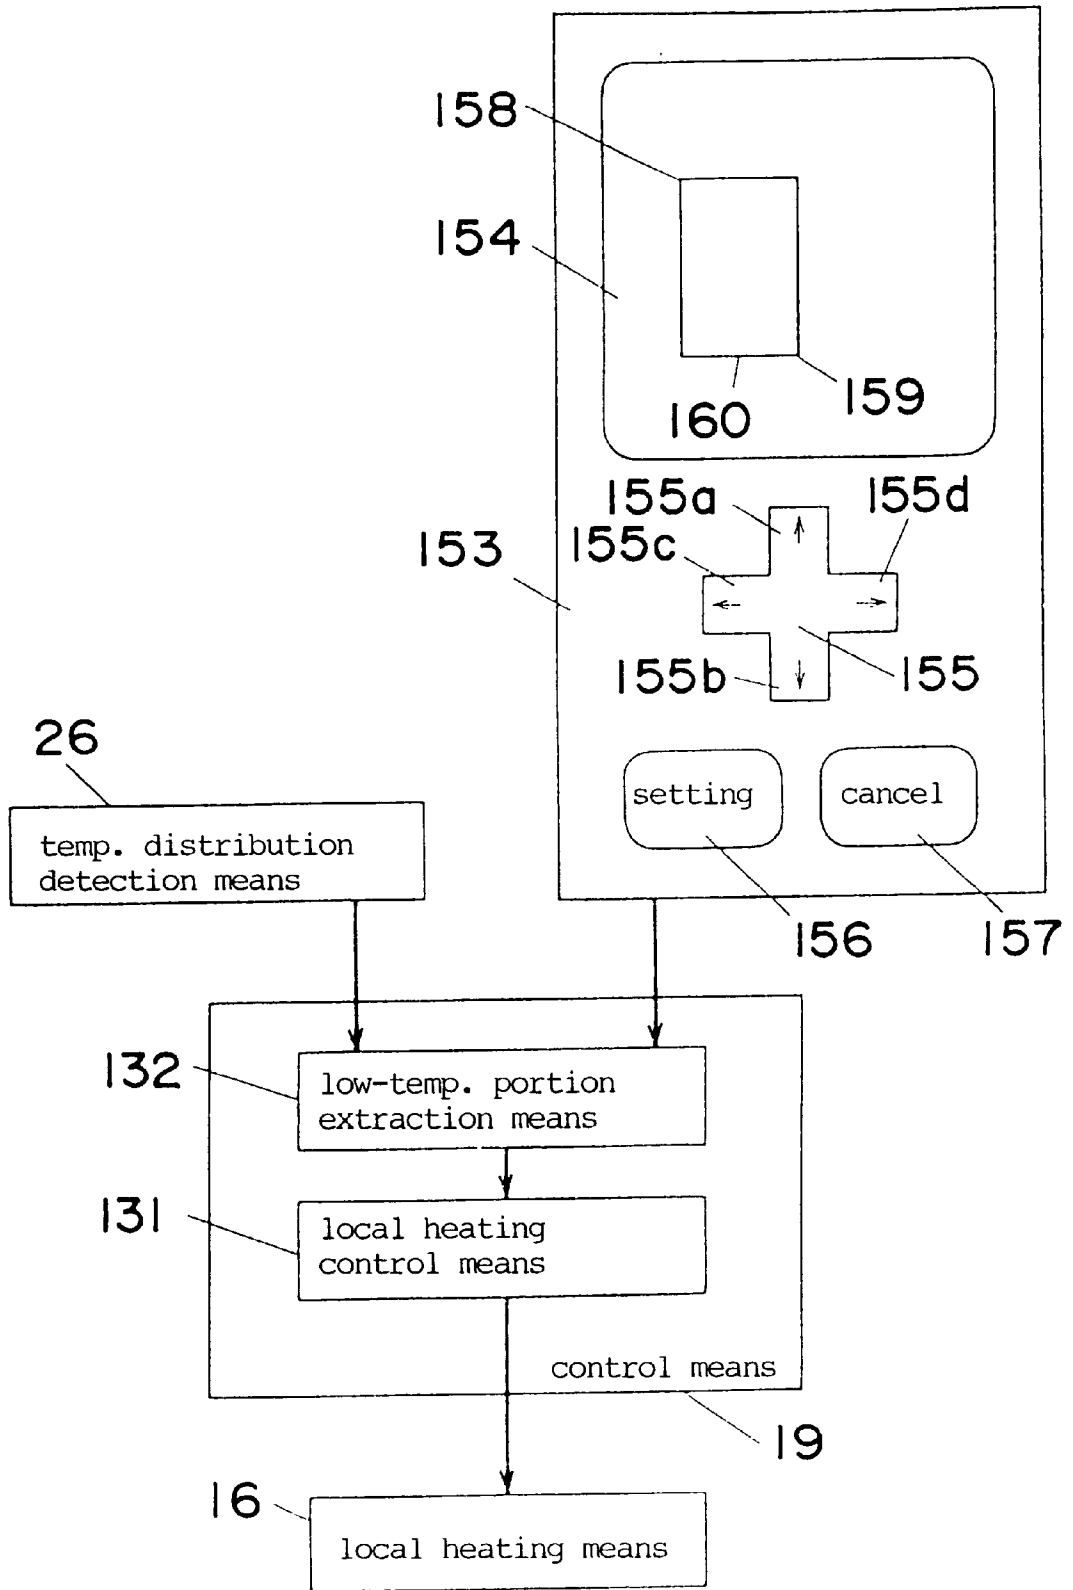 158
154
160
159
155a
155d
153
155c
155b
155
26
setting
cancel
temp. distribution
detection means
156
157
132
low-temp. portion
extraction means
131
local heating
control means
control means
19
16
local heating means